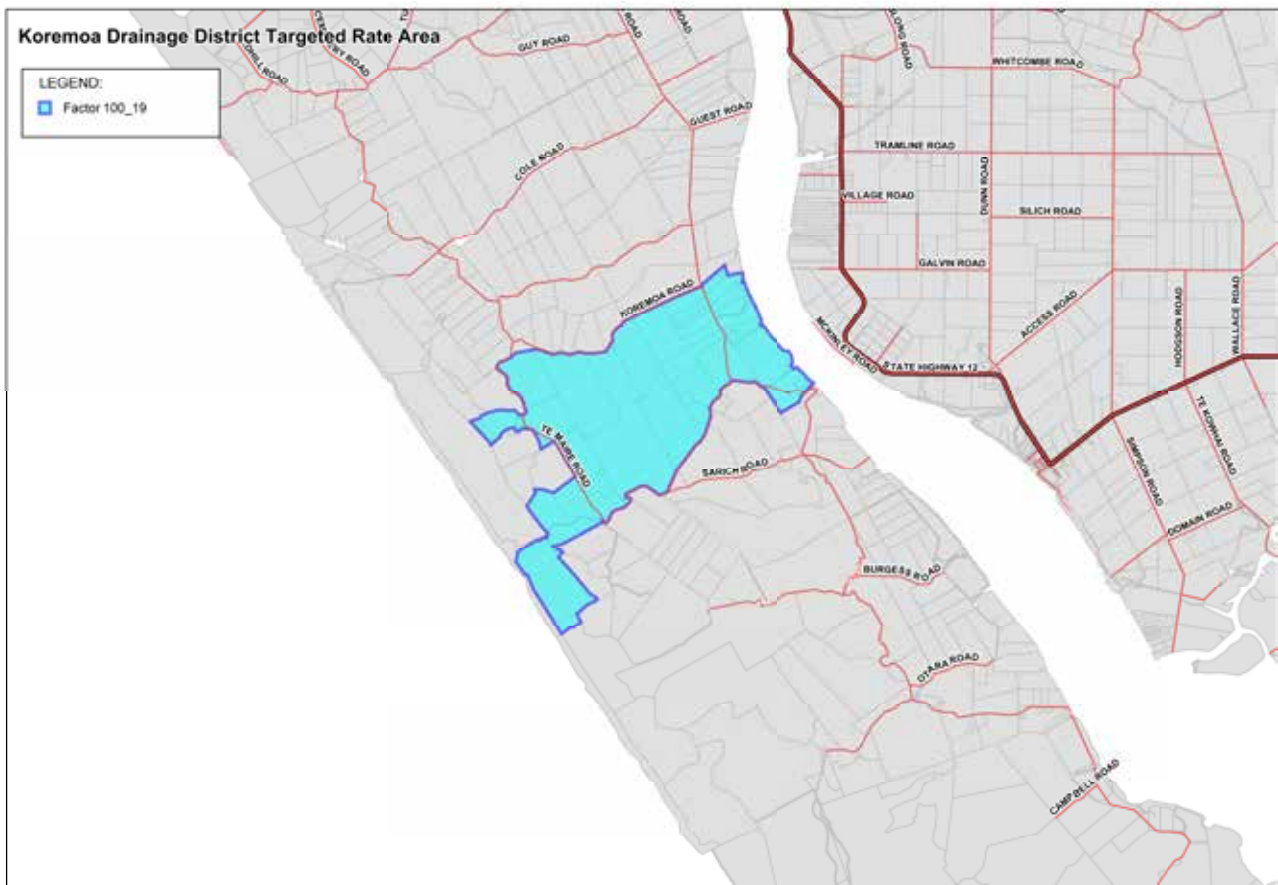 Koremoa Drainage District Targeted Rate Area
LEGEND:
Factor 100_19
GUY ROAD
ROAD
ROAD
WHITCOMBE ROAD
GUEST ROAD
COLE ROAD
TRAMLINE ROAD
VILLAGE ROAD
DUNN ROAD
SILICH ROAD
GALVIN ROAD
KOREMOA ROAD
ACCESS ROAD
HODGSON ROAD
WALLACE ROAD
MCKINLEY ROAD
STATE HIGHWAY 12
TE MAIRE ROAD
SARICH ROAD
SIMPSON ROAD
TE KOWHAI ROAD
DOMAIN ROAD
BURGESS ROAD
OTARA ROAD
CAMPBELL ROAD